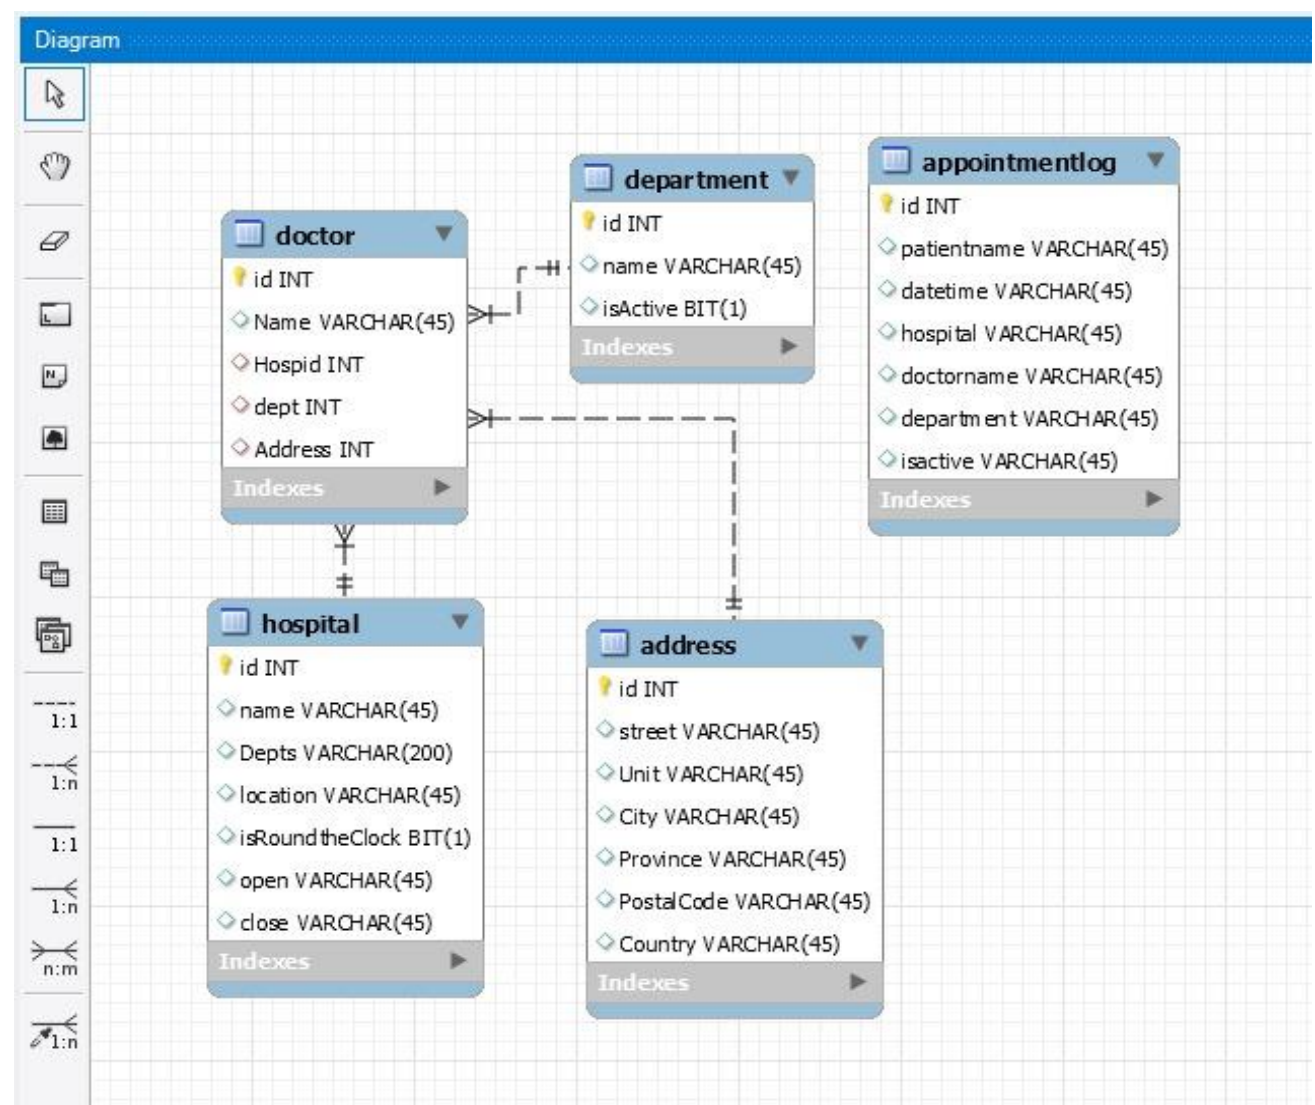 Diagram
doctor
id INT
Name VARCHAR(45)
Hospid INT
dept INT
Address INT
Indexes
department
id INT
name VARCHAR(45)
isActive BIT(1)
Indexes
appointmentlog
id INT
patientname VARCHAR(45)
datetime VARCHAR(45)
hospital VARCHAR(45)
doctorname VARCHAR(45)
department VARCHAR(45)
isactive VARCHAR(45)
Indexes
hospital
id INT
name VARCHAR(45)
Depts VARCHAR(200)
location VARCHAR(45)
isRoundtheClock BIT(1)
open VARCHAR(45)
close VARCHAR(45)
Indexes
address
id INT
street VARCHAR(45)
Unit VARCHAR(45)
City VARCHAR(45)
Province VARCHAR(45)
PostalCode VARCHAR(45)
Country VARCHAR(45)
Indexes
N
1:1
1:n
1:1
1:n
n:m
1:n